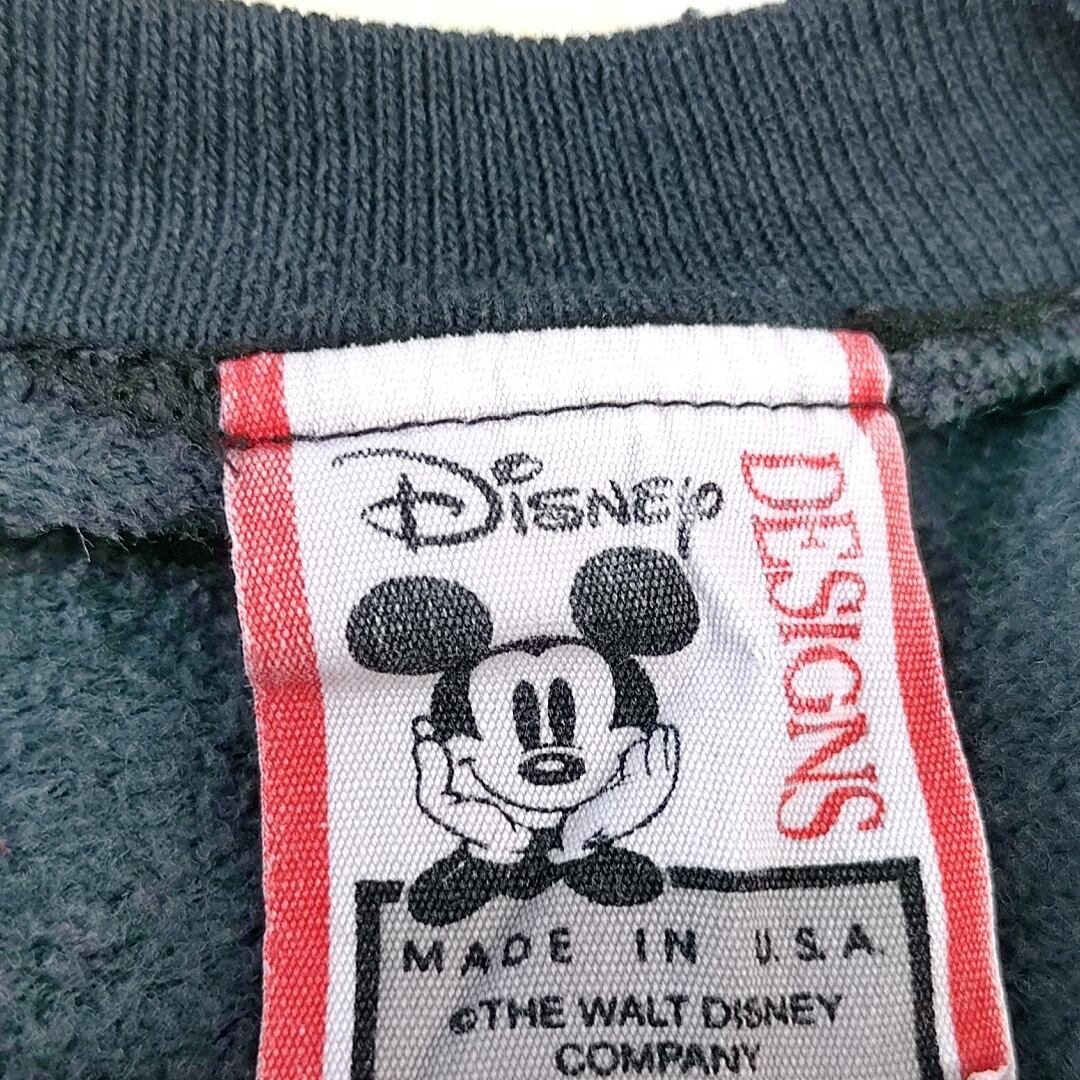 Disney
DESIGNS
MADE IN U.S.A.
©THE WALT DISNEY
COMPANY